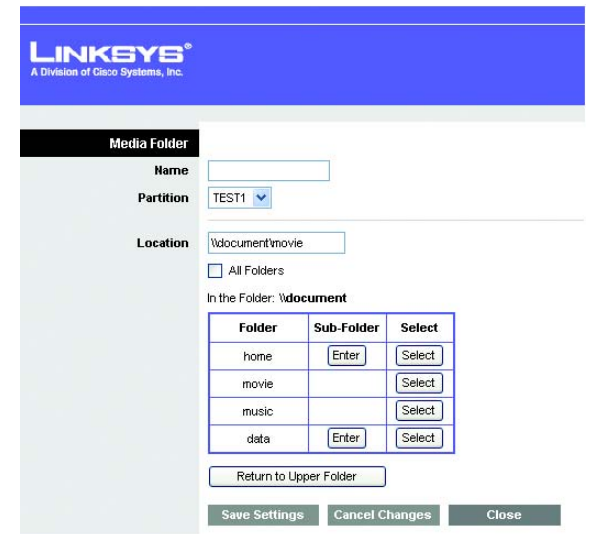 LINKSYS®
A Division of Cisco Systems, Inc.
Media Folder
Name
Partition TEST1
Location \\document\movie
All Folders
In the Folder: \\document
Folder Sub-Folder Select
home Enter Select
movie Select
music Select
data Enter Select
Return to Upper Folder
Save Settings Cancel Changes Close